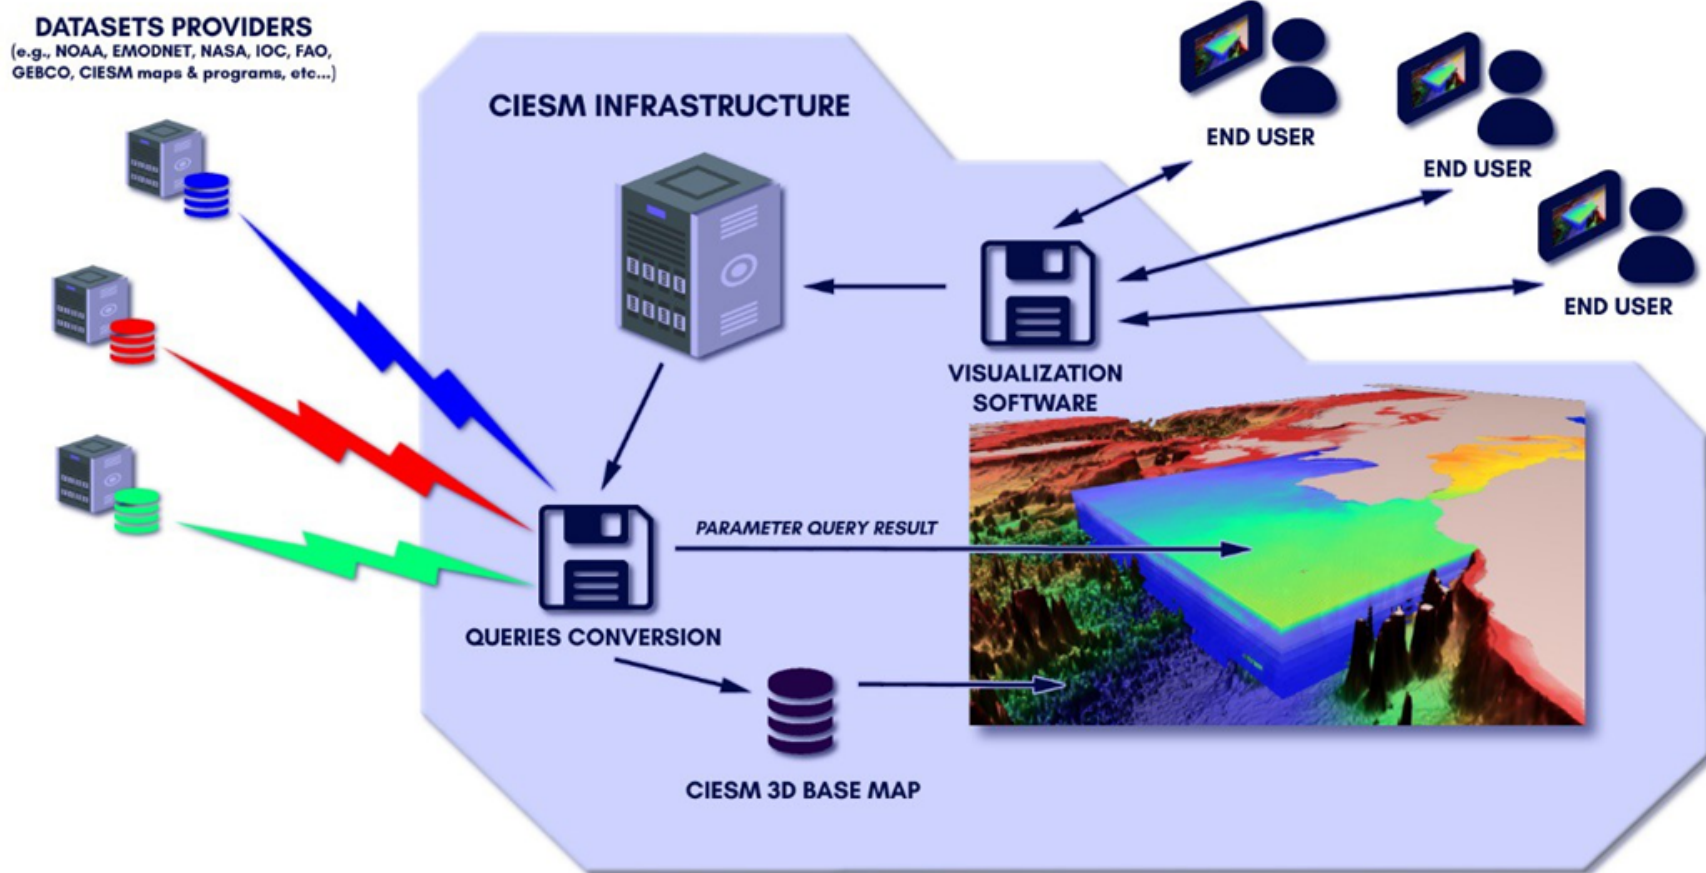 DATASETS PROVIDERS
(e.g., NOAA, EMODNET, NASA, IOC, FAO,
GEBCO, CIESM maps & programs, etc...)
CIESM INFRASTRUCTURE
END USER
END USER
END USER
VISUALIZATION
SOFTWARE
PARAMETER QUERY RESULT
QUERIES CONVERSION
CIESM 3D BASE MAP